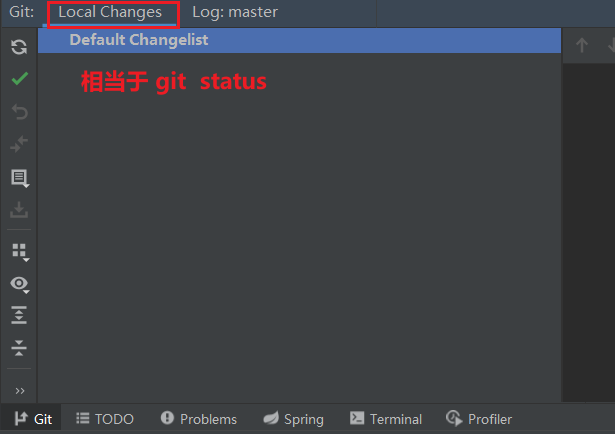 Git: Local Changes Log: master
Default Changelist
相当于 git status
Git TODO Problems Spring Terminal Profiler